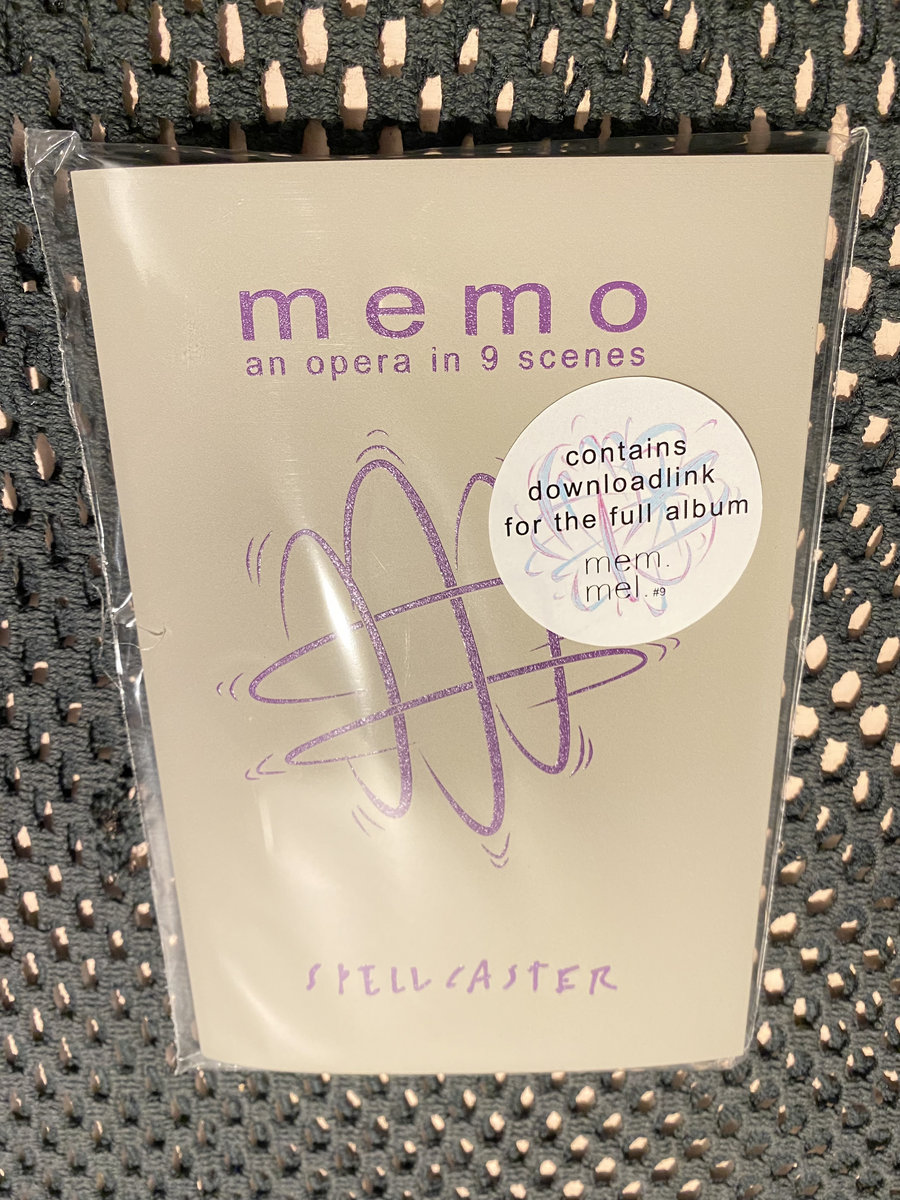 memo
an opera in 9 scenes
contains
downloadlink
for the full album
mem.
mel. #9
SPELLCASTER